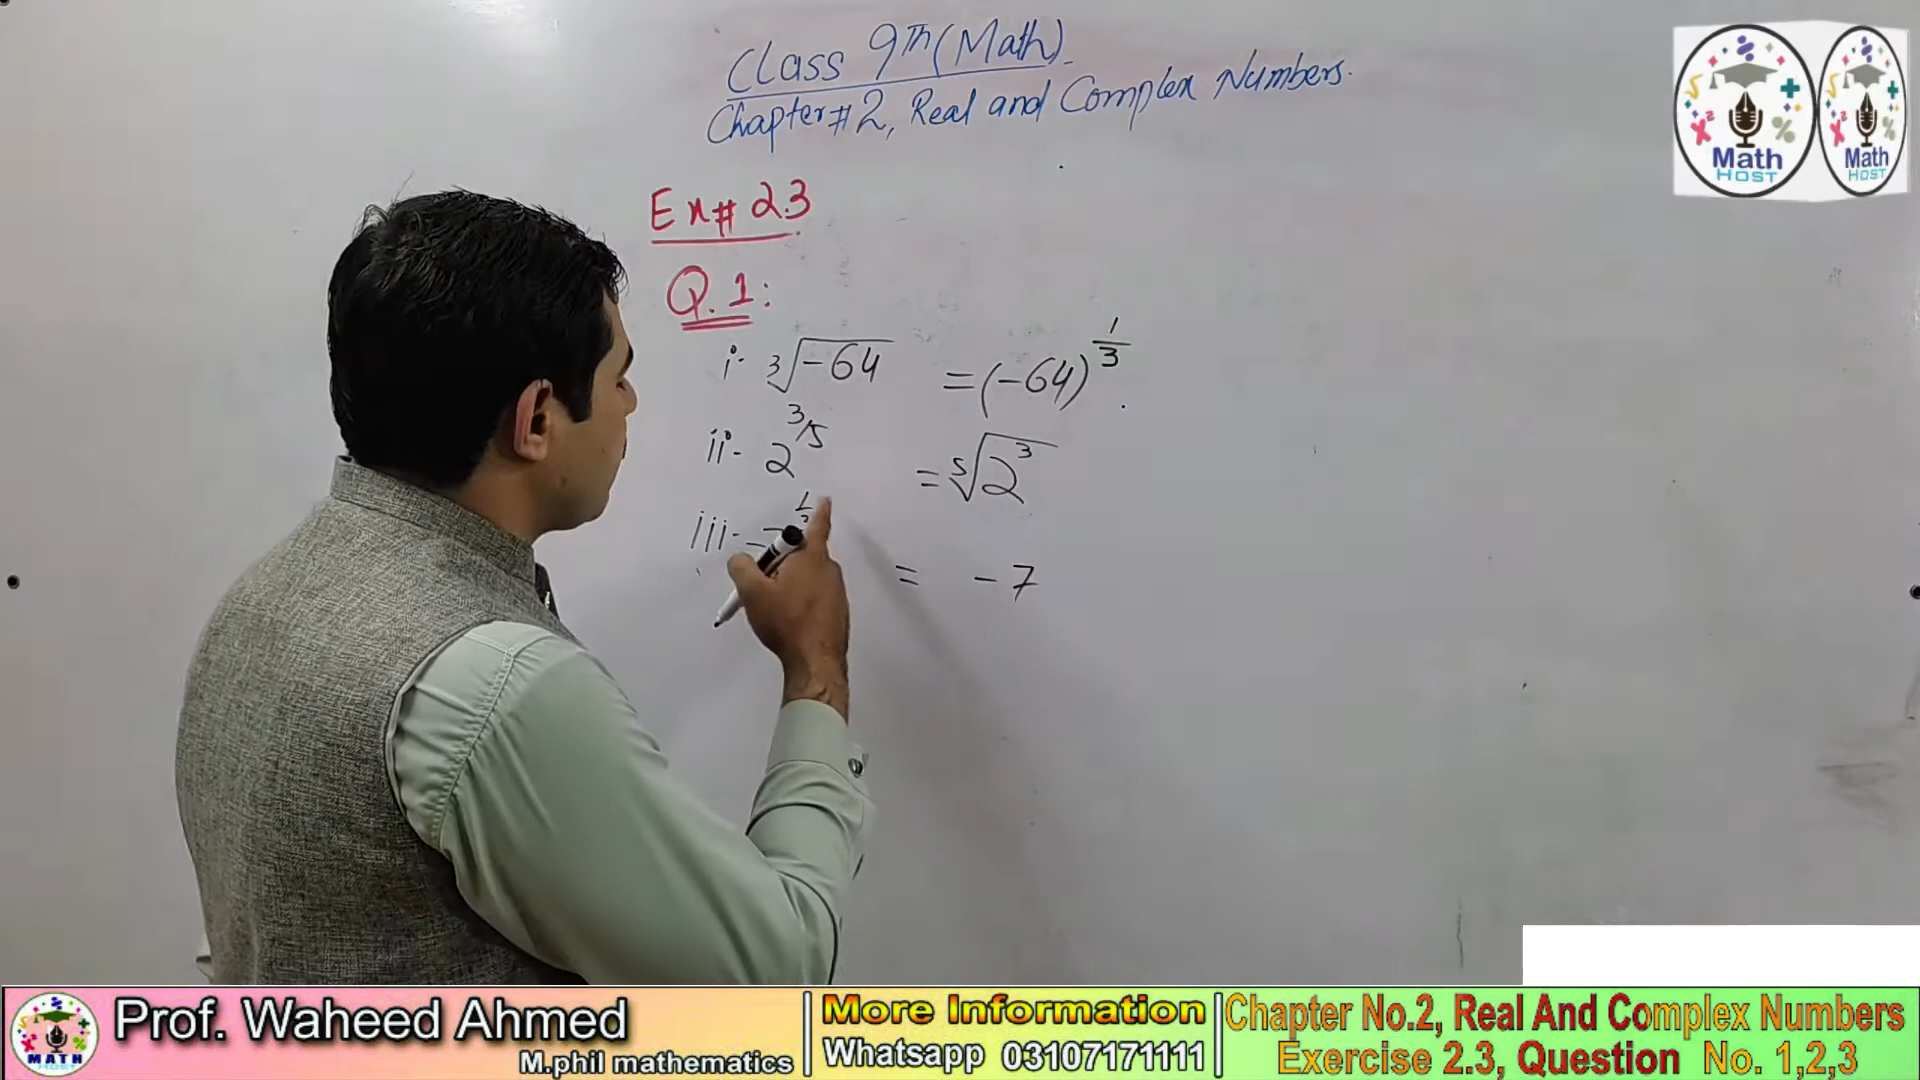 Class 9Th (Math)
Chapter # 2, Real and Complex Numbers.
Ex # 2.3
Q. 1:
i- ∛-64 = (-64)^1/3
ii- 2^3/5 = ⁵√2^3
iii-
= -7
Math
HOST
Math
HOST
MATH
HOST
Prof. Waheed Ahmed
M.phil mathematics
More Information
Whatsapp 03107171111
Chapter No.2, Real And Complex Numbers
Exercise 2.3, Question No. 1,2,3